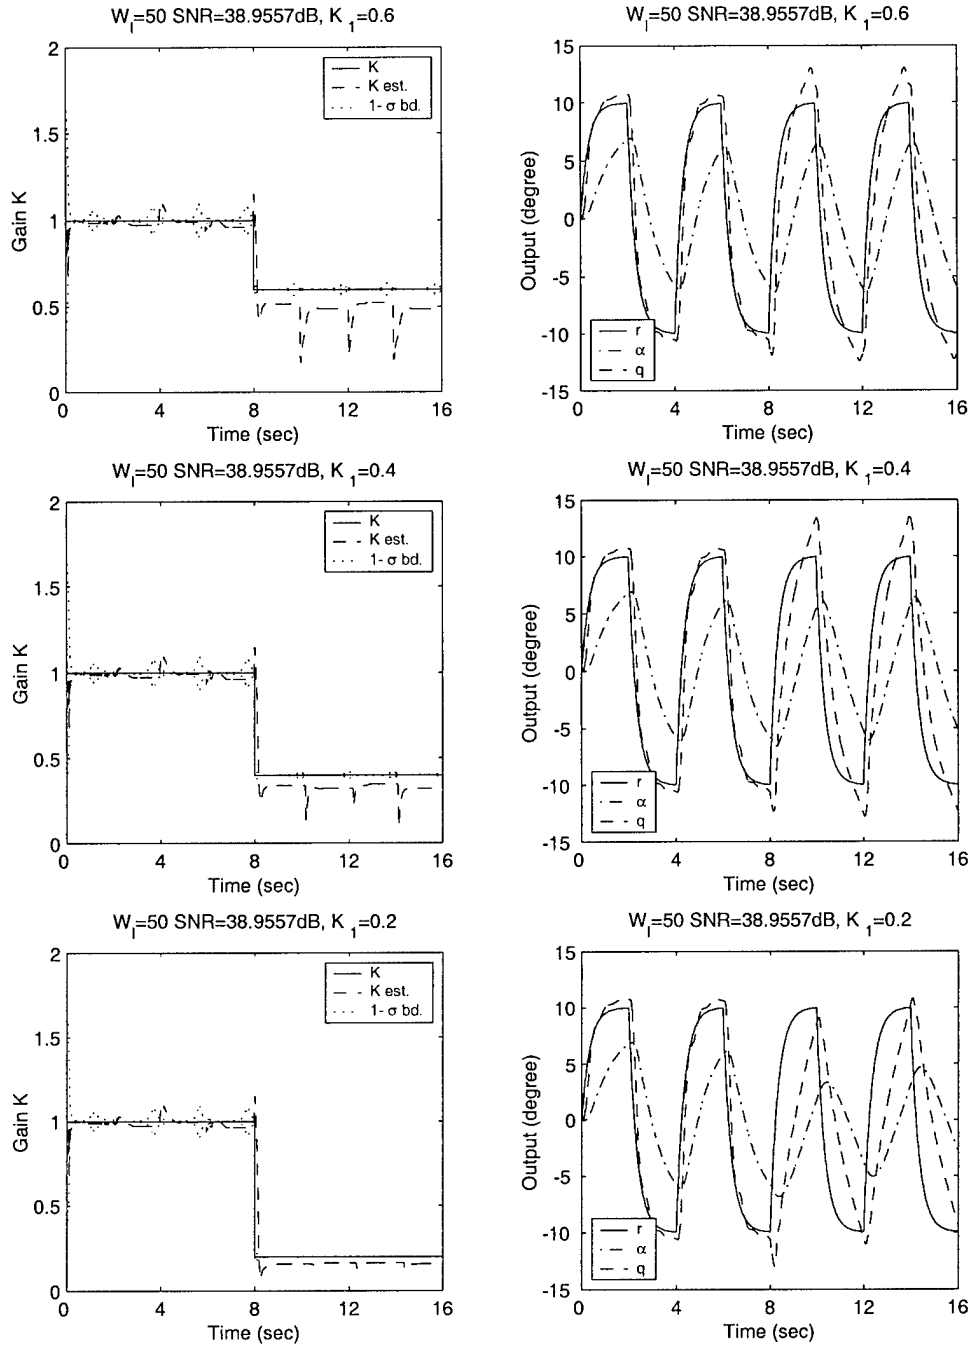 W_I=50 SNR=38.9557dB, K_1=0.6
2
1.5
1
0.5
0
Gain K
K
K est.
1- σ bd.
0 4 8 12 16
Time (sec)
W_I=50 SNR=38.9557dB, K_1=0.6
15
10
5
0
-5
-10
-15
Output (degree)
r
α
q
0 4 8 12 16
Time (sec)
W_I=50 SNR=38.9557dB, K_1=0.4
2
1.5
1
0.5
0
Gain K
K
K est.
1- σ bd.
0 4 8 12 16
Time (sec)
W_I=50 SNR=38.9557dB, K_1=0.4
15
10
5
0
-5
-10
-15
Output (degree)
r
α
q
0 4 8 12 16
Time (sec)
W_I=50 SNR=38.9557dB, K_1=0.2
2
1.5
1
0.5
0
Gain K
K
K est.
1- σ bd.
0 4 8 12 16
Time (sec)
W_I=50 SNR=38.9557dB, K_1=0.2
15
10
5
0
-5
-10
-15
Output (degree)
r
α
q
0 4 8 12 16
Time (sec)